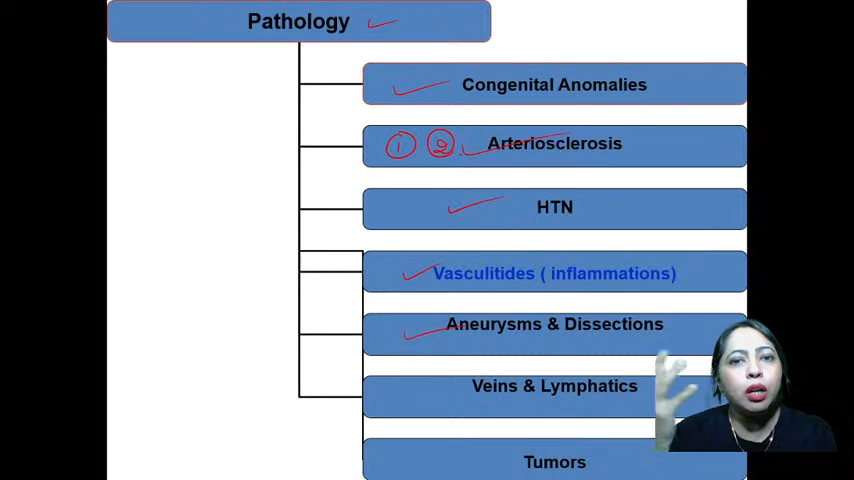 Pathology
Congenital Anomalies
1 2 Arteriosclerosis
HTN
Vasculitides ( inflammations)
Aneurysms & Dissections
Veins & Lymphatics
Tumors